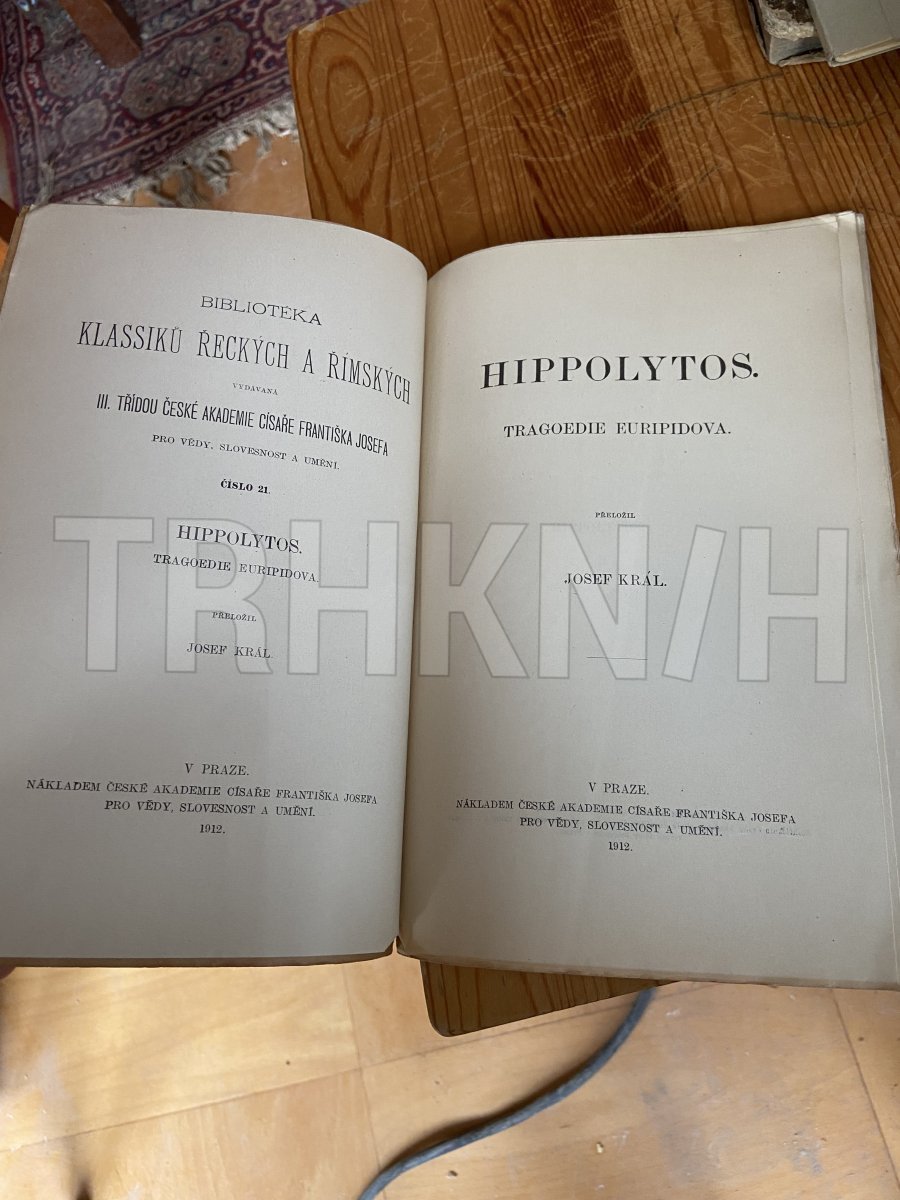 BIBLIOTÉKA
KLASSIKŮ ŘECKÝCH A ŘÍMSKÝCH
VYDÁVANÁ
III. TŘÍDOU ČESKÉ AKADEMIE CÍSAŘE FRANTIŠKA JOSEFA
PRO VĚDY, SLOVESNOST A UMĚNÍ.
ČÍSLO 21.
HIPPOLYTOS.
TRAGOEDIE EURIPIDOVA.
PŘELOŽIL
JOSEF KRÁL.
V PRAZE.
NÁKLADEM ČESKÉ AKADEMIE CÍSAŘE FRANTIŠKA JOSEFA
PRO VĚDY, SLOVESNOST A UMĚNÍ.
1912.
HIPPOLYTOS.
TRAGOEDIE EURIPIDOVA.
PŘELOŽIL
JOSEF KRÁL.
V PRAZE.
NÁKLADEM ČESKÉ AKADEMIE CÍSAŘE FRANTIŠKA JOSEFA
PRO VĚDY, SLOVESNOST A UMĚNÍ.
1912.
TRHKN/H